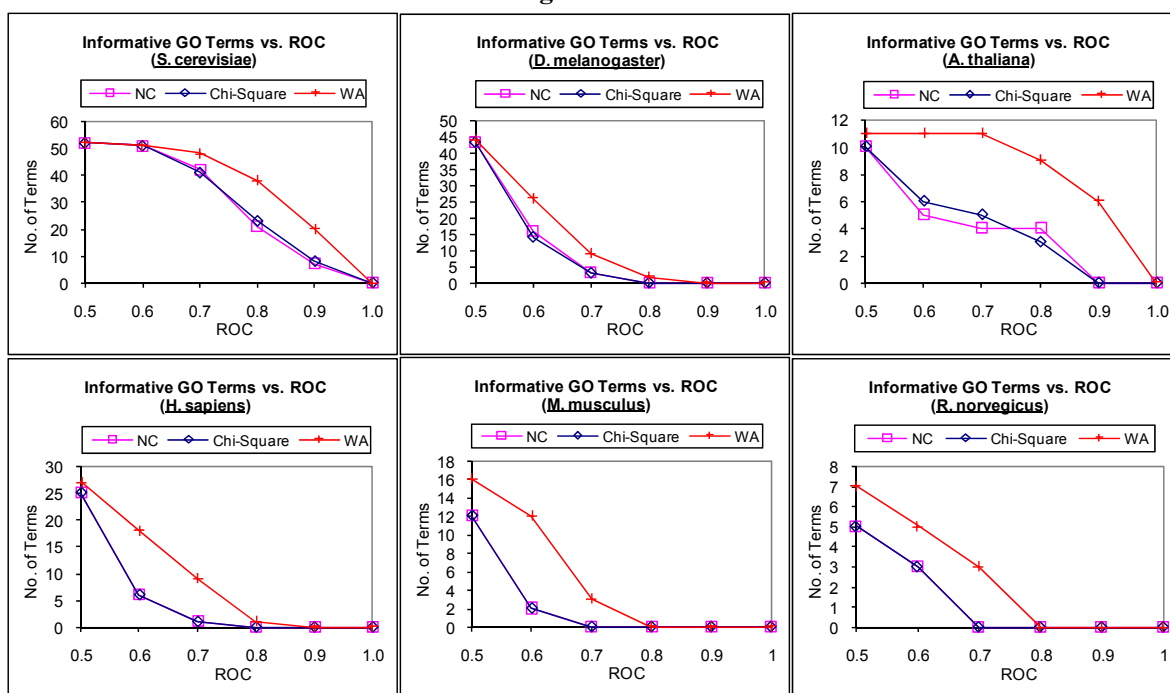 Informative GO Terms vs. ROC
(S. cerevisiae)
NC Chi-Square WA
60
50
40
30
20
10
0
No. of Terms
0.5 0.6 0.7 0.8 0.9 1.0
ROC
Informative GO Terms vs. ROC
(D. melanogaster)
NC Chi-Square WA
50
45
40
35
30
25
20
15
10
5
0
No. of Terms
0.5 0.6 0.7 0.8 0.9 1.0
ROC
Informative GO Terms vs. ROC
(A. thaliana)
NC Chi-Square WA
12
10
8
6
4
2
0
No. of Terms
0.5 0.6 0.7 0.8 0.9 1.0
ROC
Informative GO Terms vs. ROC
(H. sapiens)
NC Chi-Square WA
30
25
20
15
10
5
0
No. of Terms
0.5 0.6 0.7 0.8 0.9 1.0
ROC
Informative GO Terms vs. ROC
(M. musculus)
NC Chi-Square WA
18
16
14
12
10
8
6
4
2
0
No. of Terms
0.5 0.6 0.7 0.8 0.9 1.0
ROC
Informative GO Terms vs. ROC
(R. norvegicus)
NC Chi-Square WA
8
7
6
5
4
3
2
1
0
No. of Terms
0.5 0.6 0.7 0.8 0.9 1.0
ROC